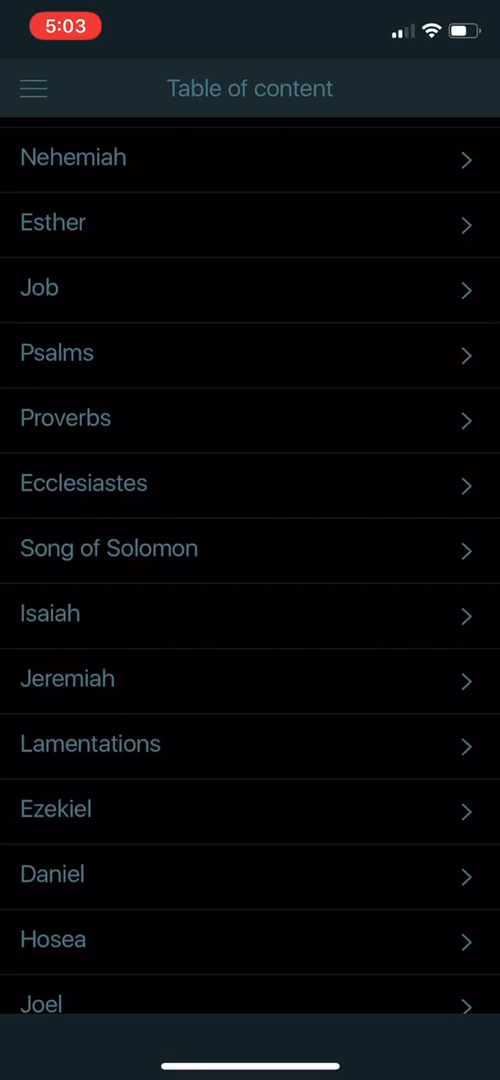 5:03
Table of content
Nehemiah
Esther
Job
Psalms
Proverbs
Ecclesiastes
Song of Solomon
Isaiah
Jeremiah
Lamentations
Ezekiel
Daniel
Hosea
Joel